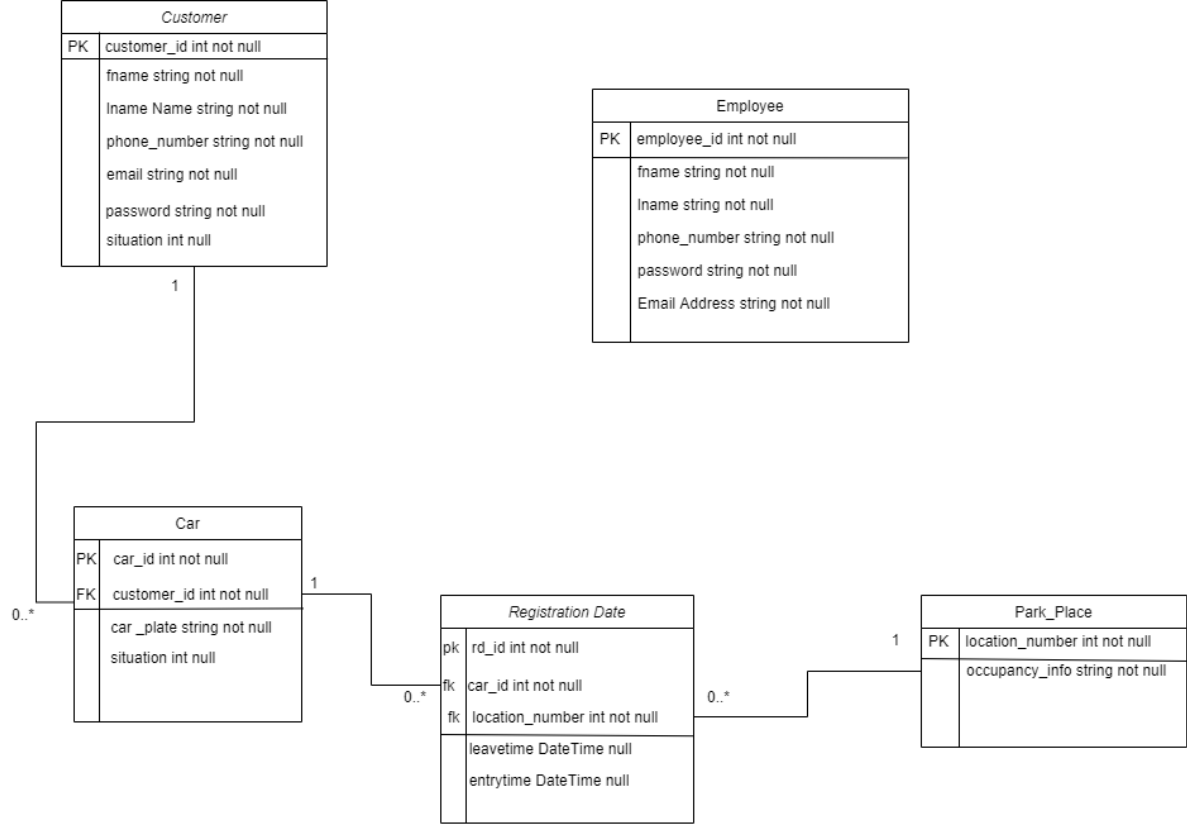 Customer
PK customer_id int not null
fname string not null
lname Name string not null
phone_number string not null
email string not null
password string not null
situation int null
1
Employee
PK employee_id int not null
fname string not null
lname string not null
phone_number string not null
password string not null
Email Address string not null
Car
PK car_id int not null
FK customer_id int not null
car _plate string not null
situation int null
0..*
1
Registration Date
pk rd_id int not null
fk car_id int not null
fk location_number int not null
leavetime DateTime null
entrytime DateTime null
0..*
0..*
1
Park_Place
PK location_number int not null
occupancy_info string not null